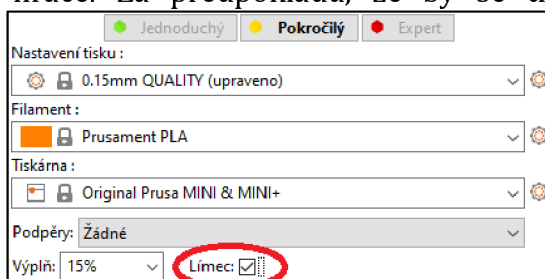 Jednoduchý Pokročilý Expert
Nastavení tisku :
0.15mm QUALITY (upraveno)
Filament :
Prusament PLA
Tiskárna :
Original Prusa MINI & MINI+
Podpěry: Žádné
Výplň: 15% Límec: